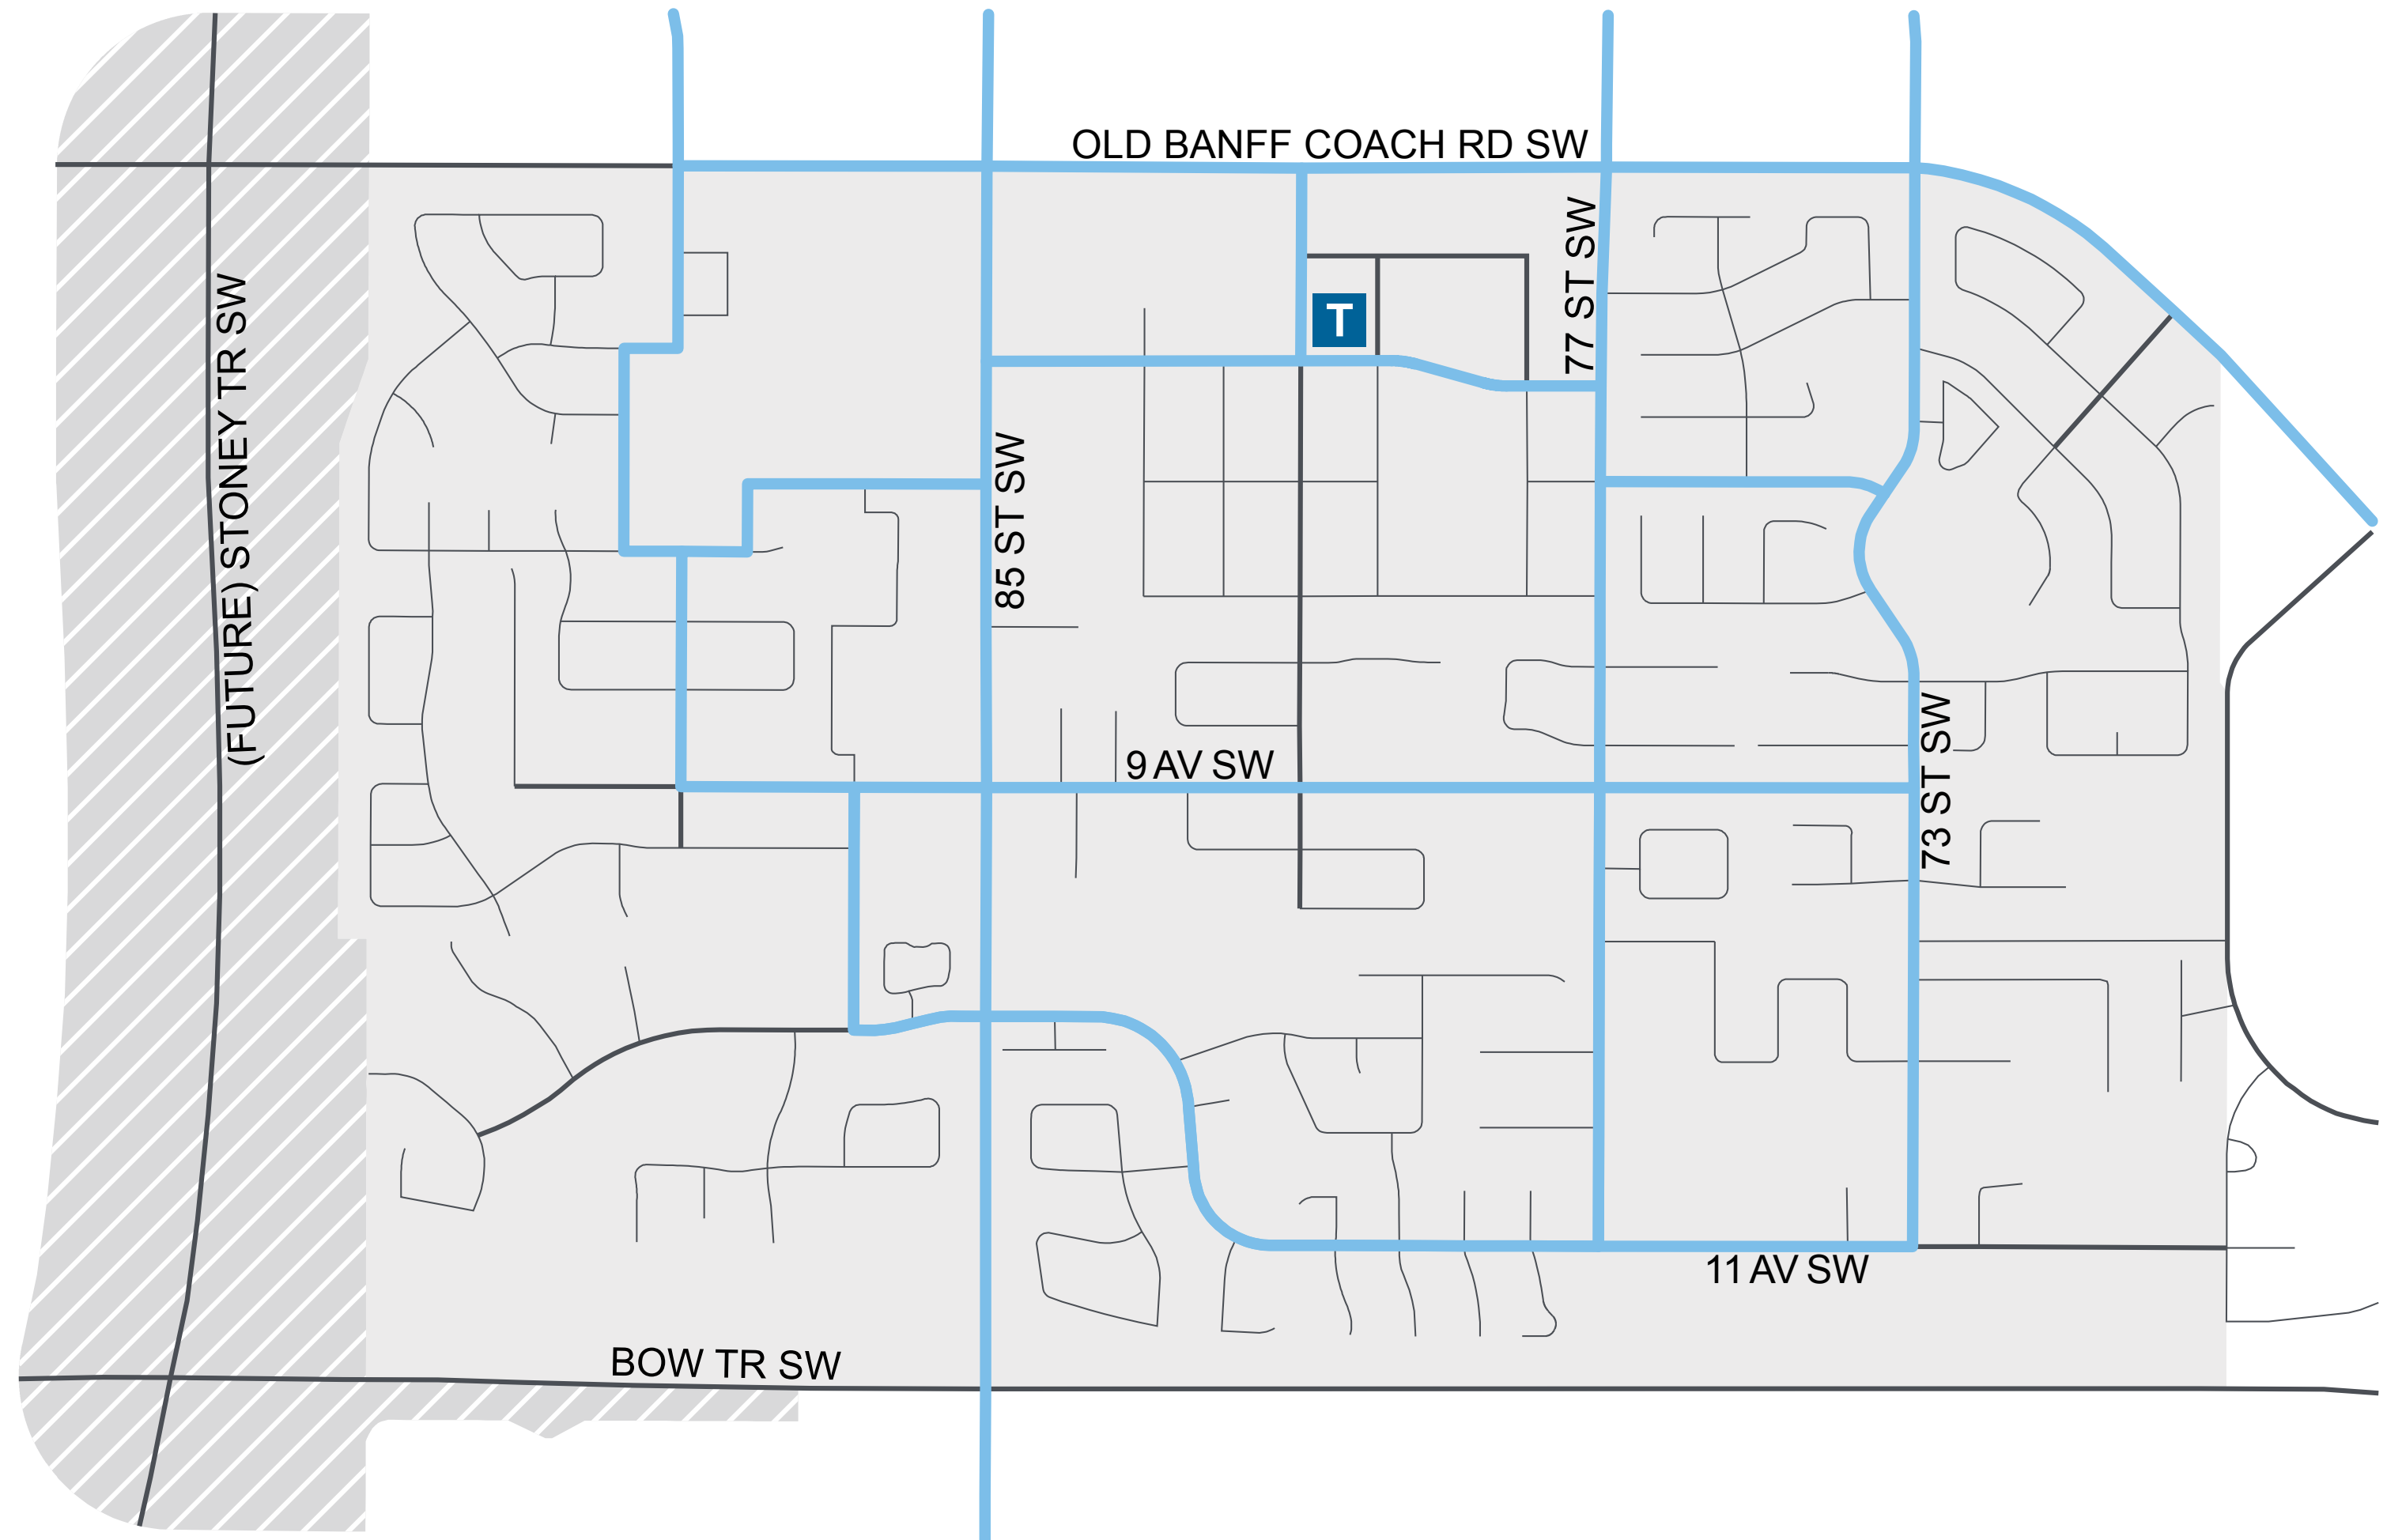 OLD BANFF COACH RD SW
77 ST SW
(FUTURE) STONEY TR SW
T
85 ST SW
9 AV SW
73 ST SW
11 AV SW
BOW TR SW